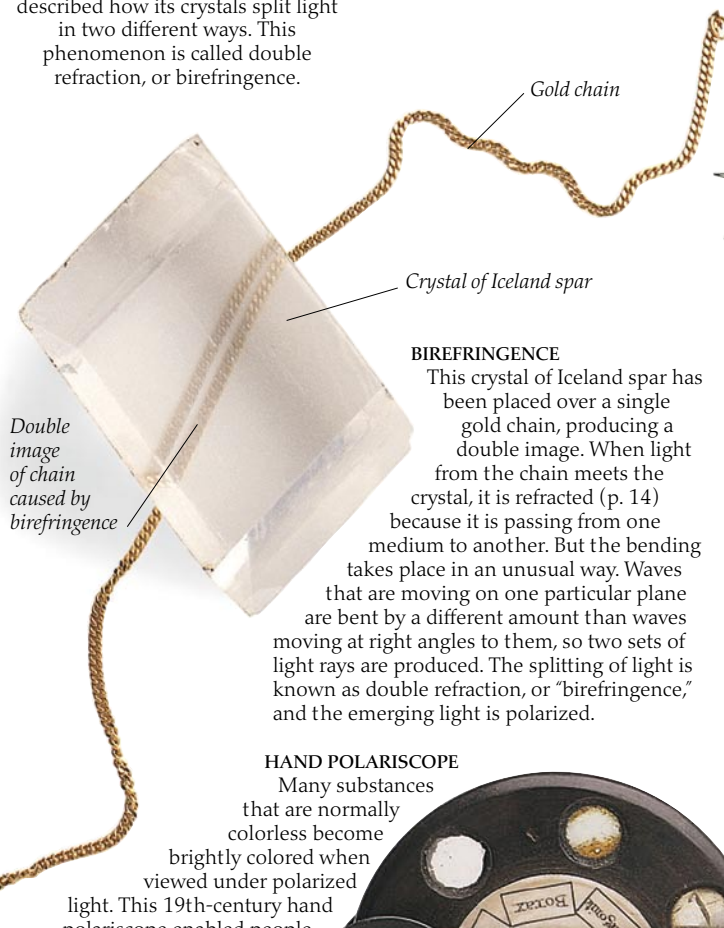 described how its crystals split light
in two different ways. This
phenomenon is called double
refraction, or birefringence.
Gold chain
Crystal of Iceland spar
Double
image
of chain
caused by
birefringence
BIREFRINGENCE
This crystal of Iceland spar has
been placed over a single
gold chain, producing a
double image. When light
from the chain meets the
crystal, it is refracted (p. 14)
because it is passing from one
medium to another. But the bending
takes place in an unusual way. Waves
that are moving on one particular plane
are bent by a different amount than waves
moving at right angles to them, so two sets of
light rays are produced. The splitting of light is
known as double refraction, or “birefringence,”
and the emerging light is polarized.
HAND POLARISCOPE
Many substances
that are normally
colorless become
brightly colored when
viewed under polarized
light. This 19th-century hand
polariscope enabled people
Borax